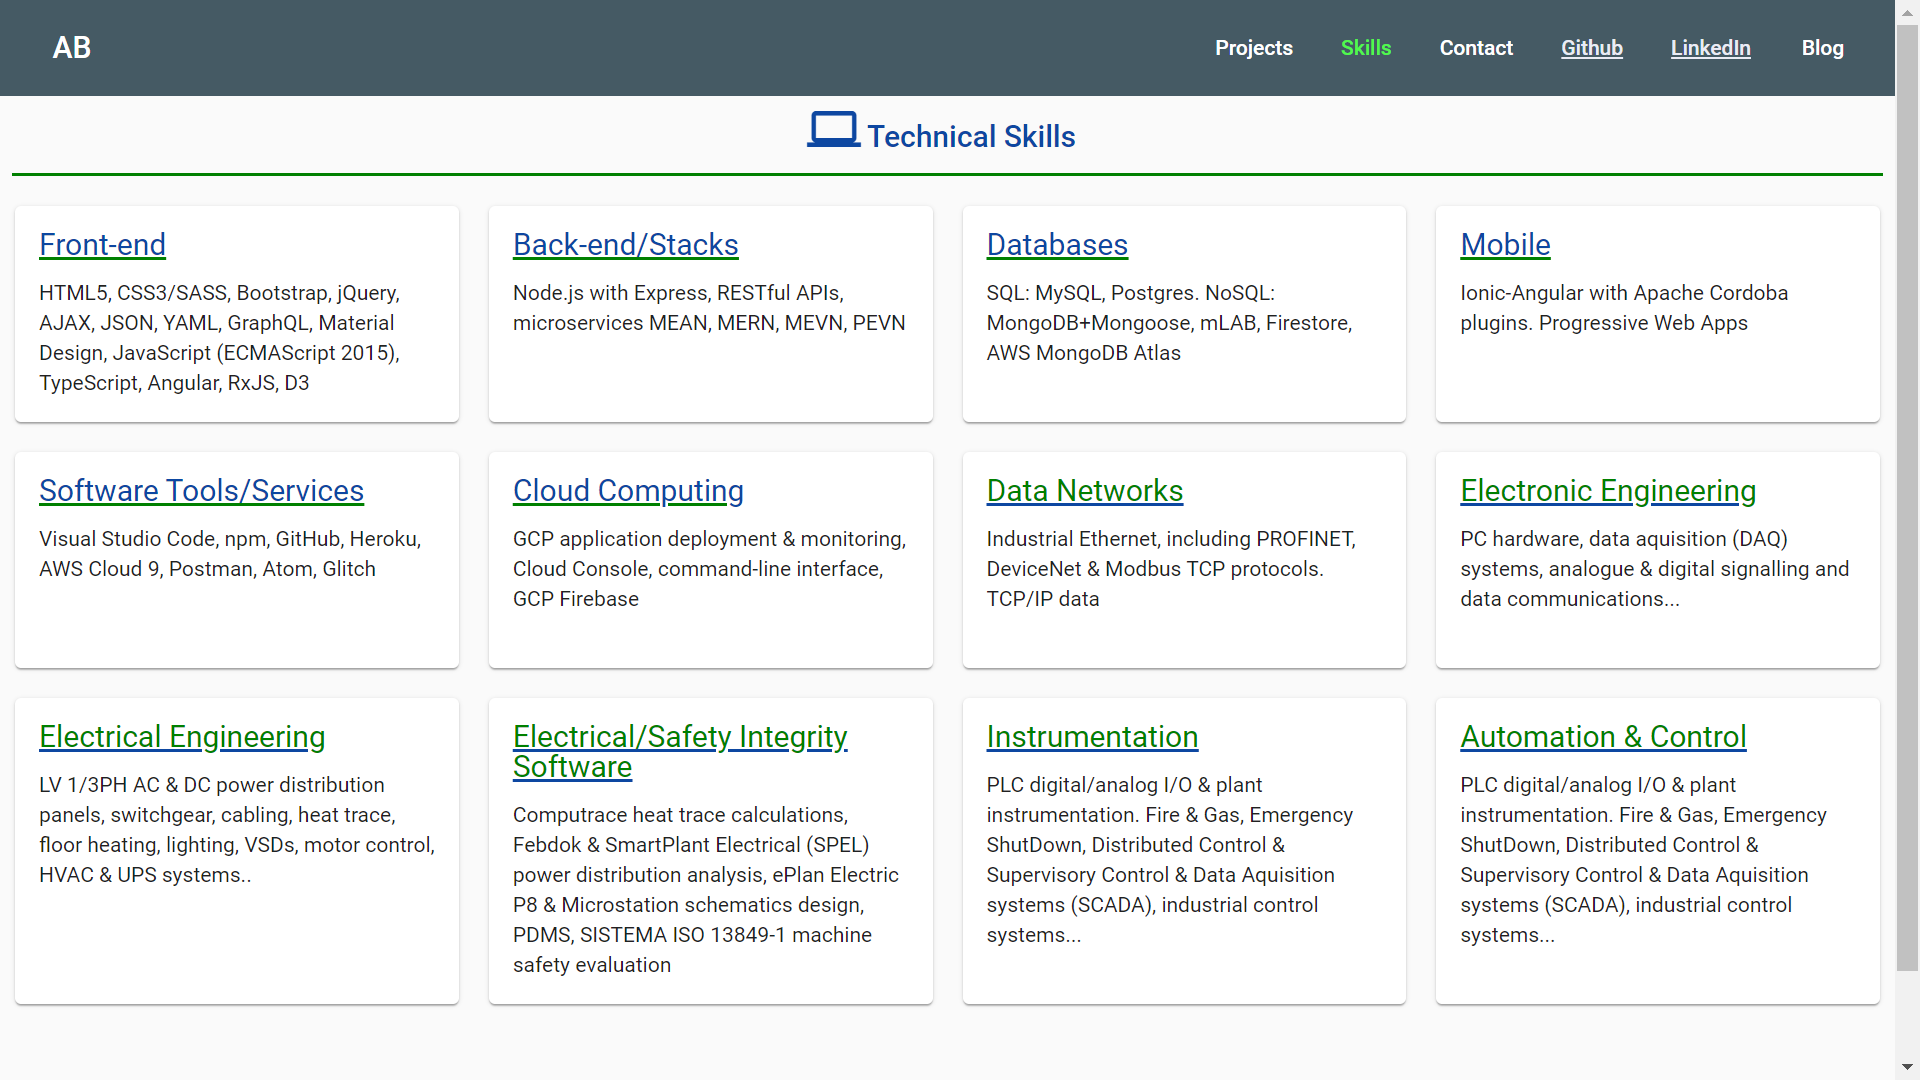 AB
Projects
Skills
Contact
Github
LinkedIn
Blog
Technical Skills
Front-end
HTML5, CSS3/SASS, Bootstrap, jQuery,
AJAX, JSON, YAML, GraphQL, Material
Design, JavaScript (ECMAScript 2015),
TypeScript, Angular, RxJS, D3
Back-end/Stacks
Node.js with Express, RESTful APIs,
microservices MEAN, MERN, MEVN, PEVN
Databases
SQL: MySQL, Postgres. NoSQL:
MongoDB+Mongoose, mLAB, Firestore,
AWS MongoDB Atlas
Mobile
Ionic-Angular with Apache Cordoba
plugins. Progressive Web Apps
Software Tools/Services
Visual Studio Code, npm, GitHub, Heroku,
AWS Cloud 9, Postman, Atom, Glitch
Cloud Computing
GCP application deployment & monitoring,
Cloud Console, command-line interface,
GCP Firebase
Data Networks
Industrial Ethernet, including PROFINET,
DeviceNet & Modbus TCP protocols.
TCP/IP data
Electronic Engineering
PC hardware, data aquisition (DAQ)
systems, analogue & digital signalling and
data communications...
Electrical Engineering
LV 1/3PH AC & DC power distribution
panels, switchgear, cabling, heat trace,
floor heating, lighting, VSDs, motor control,
HVAC & UPS systems..
Electrical/Safety Integrity
Software
Computrace heat trace calculations,
Febdok & SmartPlant Electrical (SPEL)
power distribution analysis, ePlan Electric
P8 & Microstation schematics design,
PDMS, SISTEMA ISO 13849-1 machine
safety evaluation
Instrumentation
PLC digital/analog I/O & plant
instrumentation. Fire & Gas, Emergency
ShutDown, Distributed Control &
Supervisory Control & Data Aquisition
systems (SCADA), industrial control
systems...
Automation & Control
PLC digital/analog I/O & plant
instrumentation. Fire & Gas, Emergency
ShutDown, Distributed Control &
Supervisory Control & Data Aquisition
systems (SCADA), industrial control
systems...